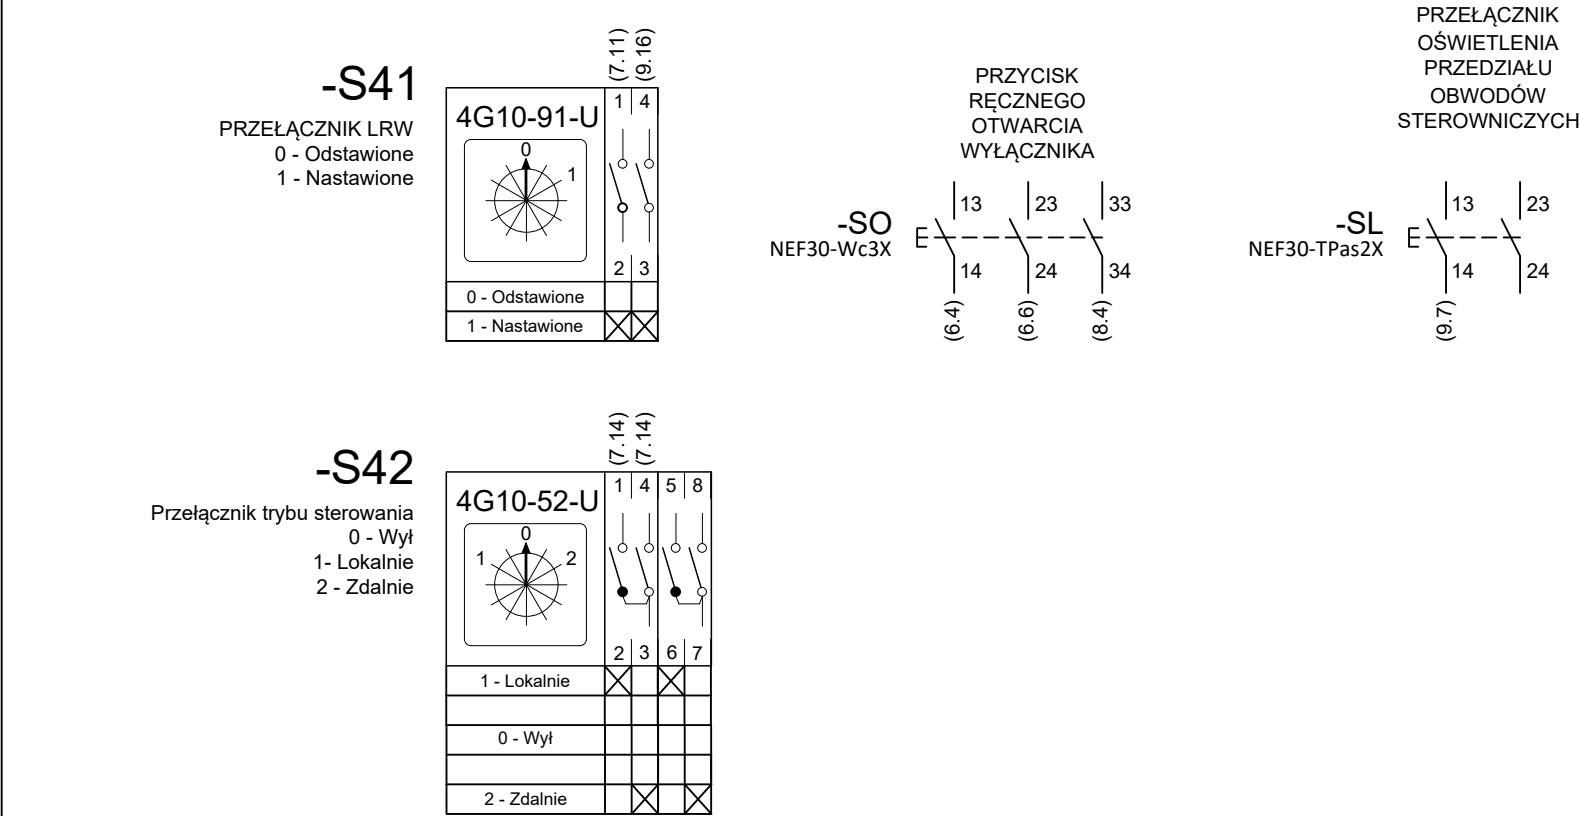 -S41
PRZEŁĄCZNIK LRW
0 - Odstawione
1 - Nastawione
(7.11)
(9.16)
1 4
4G10-91-U
0
1
2 3
0 - Odstawione
1 - Nastawione
PRZYCISK
RĘCZNEGO
OTWARCIA
WYŁĄCZNIKA
-SO
NEF30-Wc3X
13 23 33
14 24 34
(6.4)
(6.6)
(8.4)
PRZEŁĄCZNIK
OŚWIETLENIA
PRZEDZIAŁU
OBWODÓW
STEROWNICZYCH
-SL
NEF30-TPas2X
13 23
14 24
(9.7)
-S42
Przełącznik trybu sterowania
0 - Wył
1- Lokalnie
2 - Zdalnie
(7.14)
(7.14)
1 4 5 8
4G10-52-U
0
1 2
2 3 6 7
1 - Lokalnie
0 - Wył
2 - Zdalnie